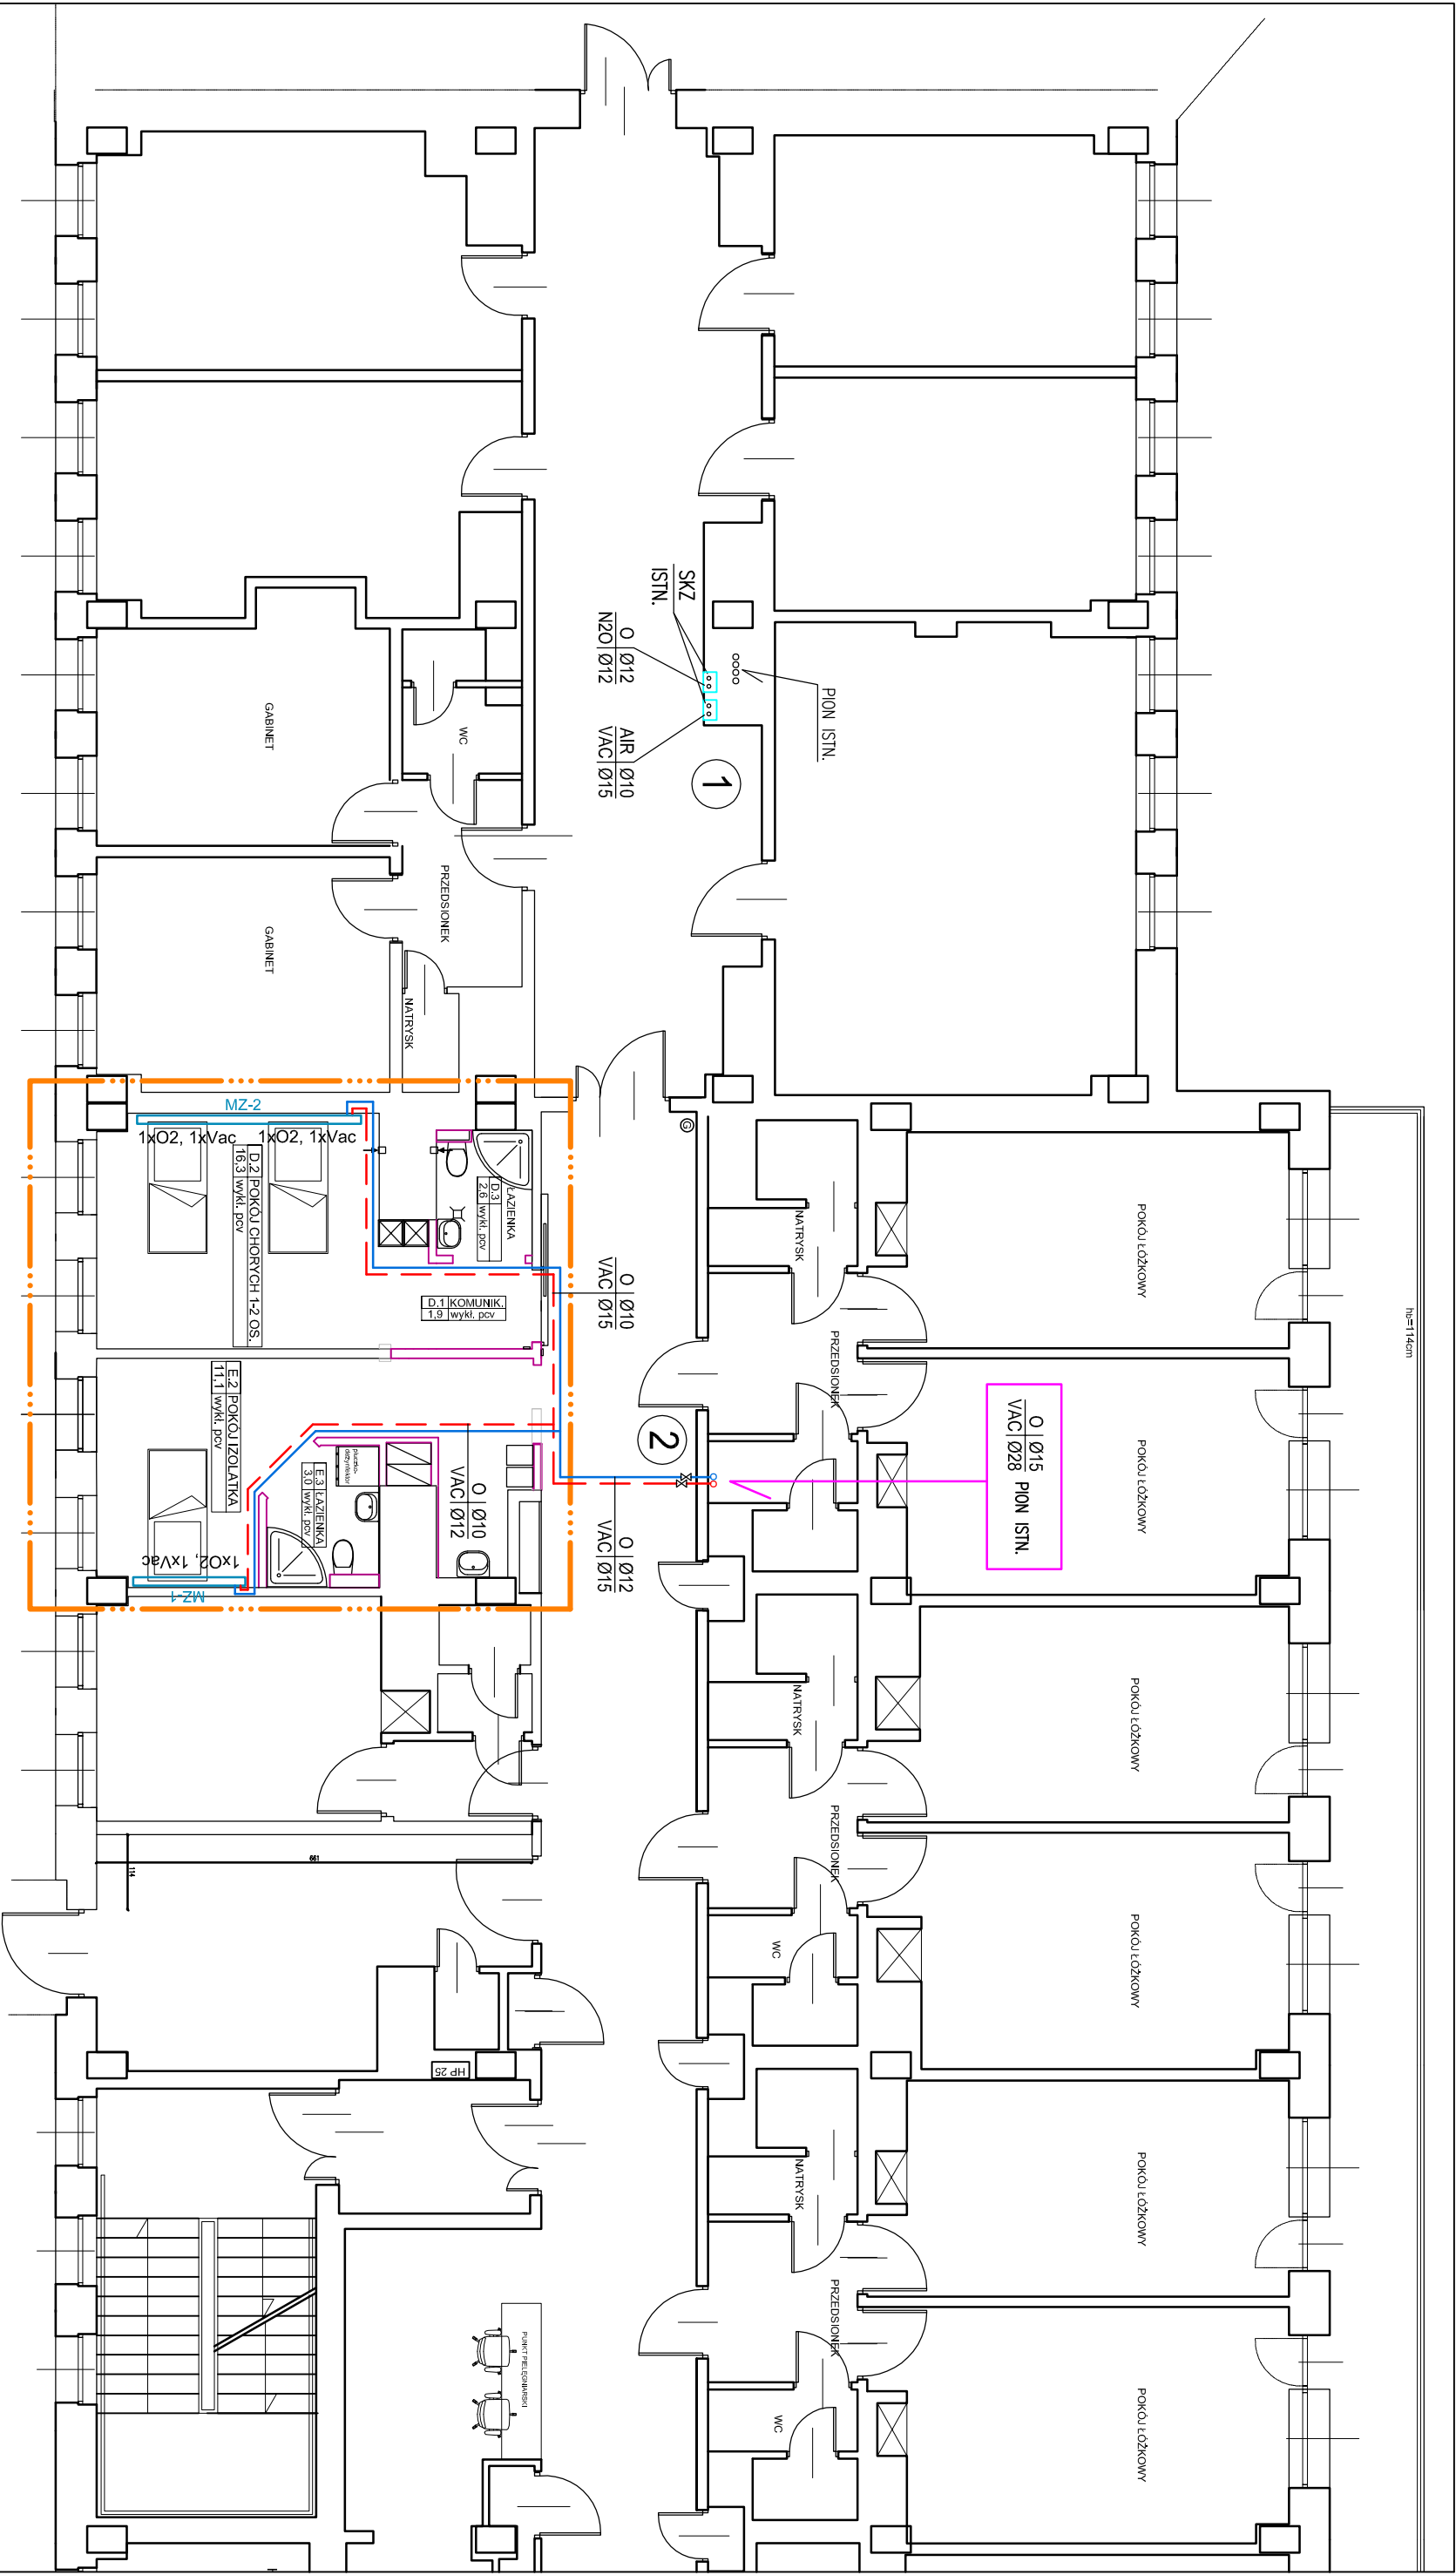 hb=114cm
POKÓJ ŁÓŻKOWY
POKÓJ ŁÓŻKOWY
POKÓJ ŁÓŻKOWY
POKÓJ ŁÓŻKOWY
POKÓJ ŁÓŻKOWY
POKÓJ ŁÓŻKOWY
O Ø15
VAC Ø28 PION ISTN.
PION ISTN.
NATRYSK
PRZEDSIONEK
NATRYSK
PRZEDSIONEK
WC
NATRYSK
PRZEDSIONEK
WC
SKZ
ISTN.
O Ø12
N2O Ø12
AIR Ø10
VAC Ø15
1
G
2
O Ø10
VAC Ø15
O Ø12
VAC Ø15
GABINET
WC
PRZEDSIONEK
GABINET
NATRYSK
MZ-2
1xO2, 1xVac
1xO2, 1xVac
ŁAZIENKA
D.3
2,6 wykł. pcv
D.2 POKÓJ CHORYCH 1-2 OS.
16,3 wykł. pcv
D.1 KOMUNIK.
1,9 wykł. pcv
E.2 POKÓJ IZOLATKA
11,1 wykł. pcv
płuczko-
dezynfektor
E.3 ŁAZIENKA
3,0 wykł. pcv
O Ø10
VAC Ø12
1xO2, 1xVac
MZ-1
661
114
HP 25
PUNKT PIELĘGNIARSKI